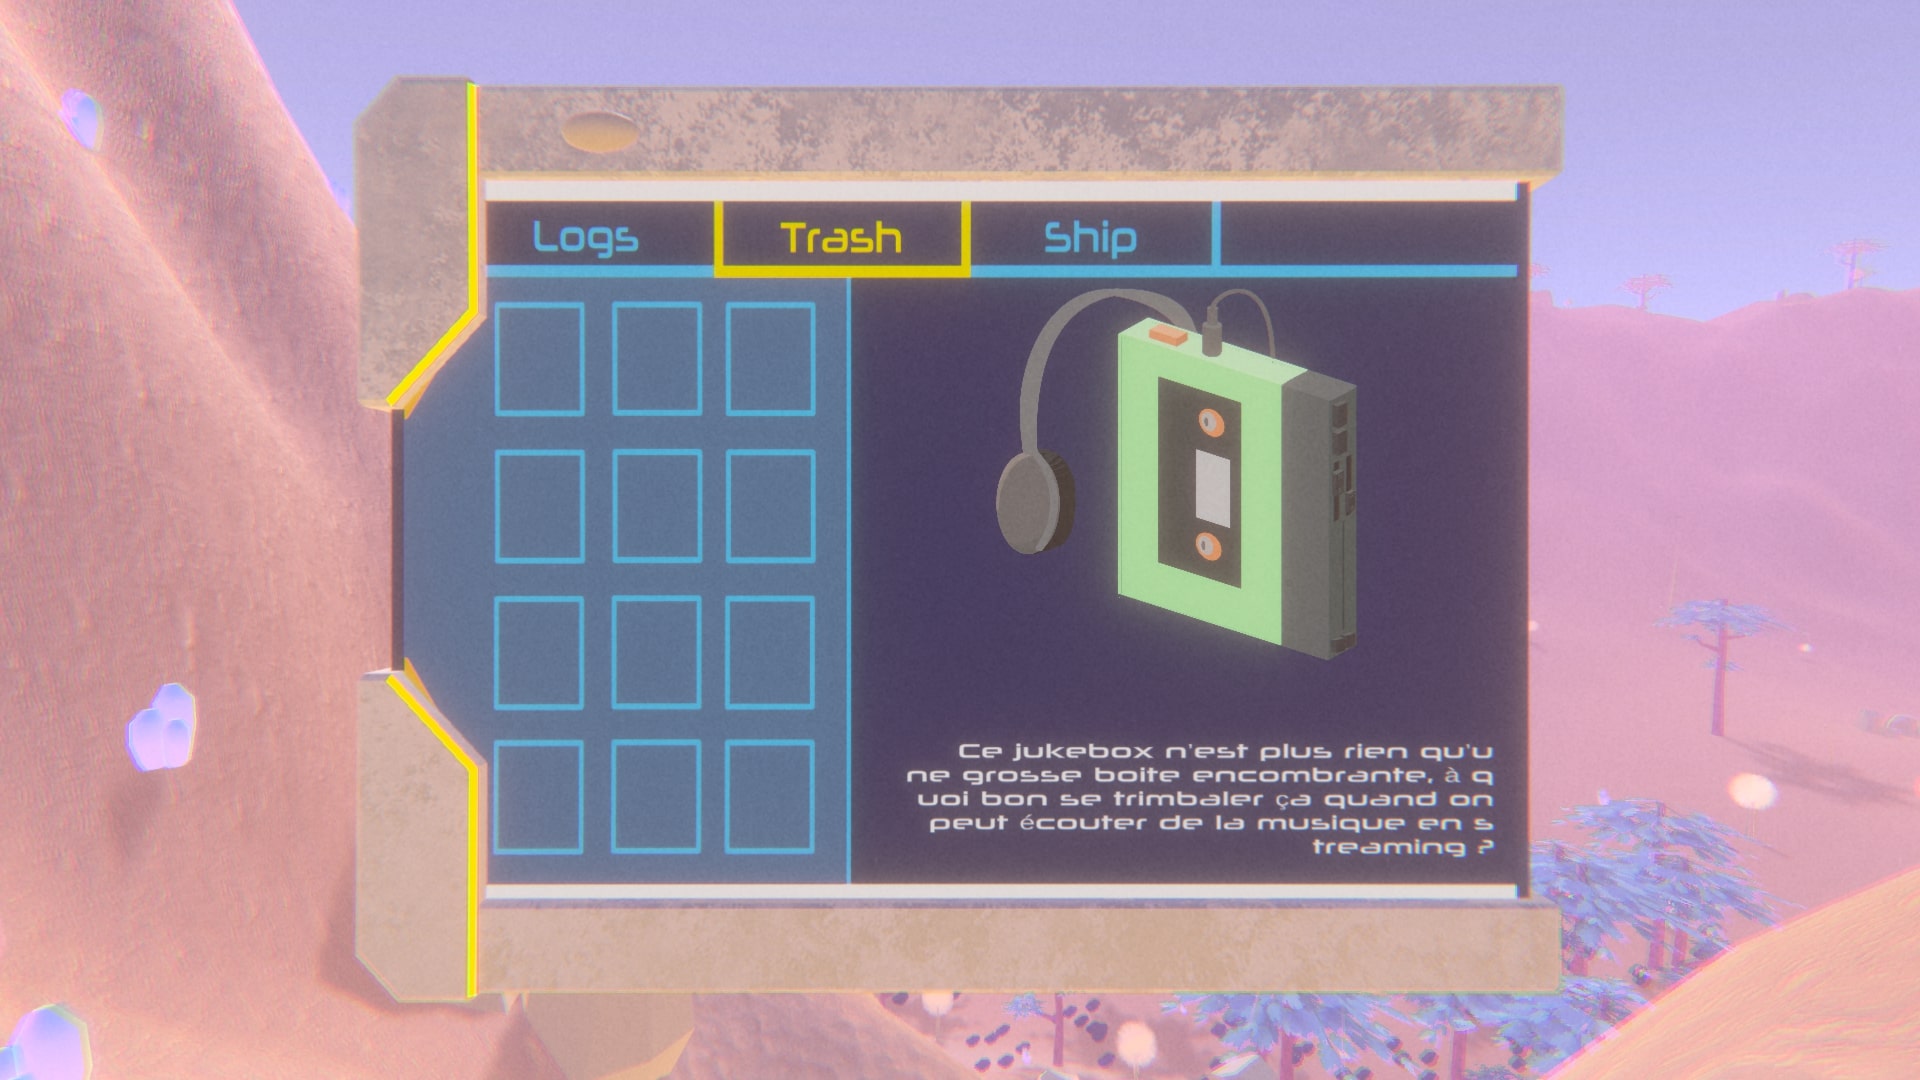 Logs
Trash
Ship
Ce jukebox n'est plus rien qu'u
ne grosse boite encombrante, à q
uoi bon se trimbaler ça quand on
peut écouter de la musique en s
treaming ?